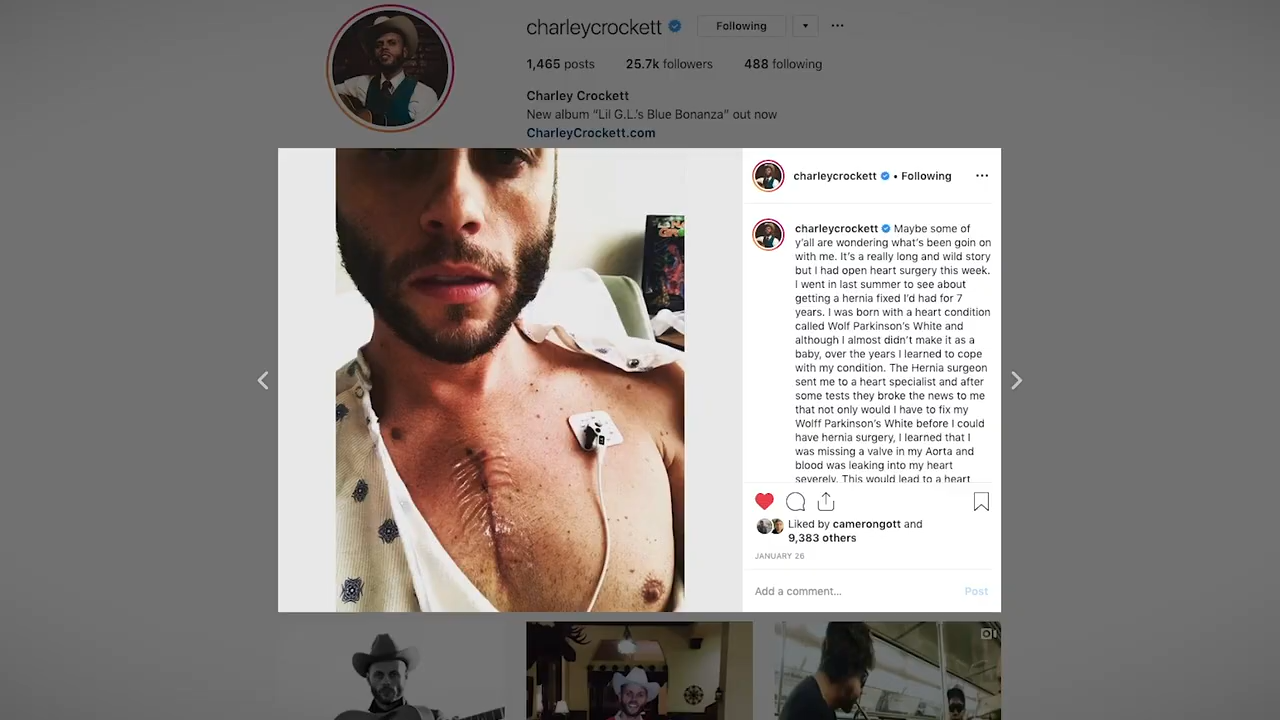 charleycrockett
Following
1,465 posts 25.7k followers 488 following
Charley Crockett
New album “Lil G.L.’s Blue Bonanza” out now
CharleyCrockett.com
charleycrockett • Following
charleycrockett Maybe some of
y’all are wondering what’s been goin on
with me. It’s a really long and wild story
but I had open heart surgery this week.
I went in last summer to see about
getting a hernia fixed I’d had for 7
years. I was born with a heart condition
called Wolf Parkinson’s White and
although I almost didn’t make it as a
baby, over the years I learned to cope
with my condition. The Hernia surgeon
sent me to a heart specialist and after
some tests they broke the news to me
that not only would I have to fix my
Wolff Parkinson’s White before I could
have hernia surgery, I learned that I
was missing a valve in my Aorta and
blood was leaking into my heart
severely. This would lead to a heart
Liked by camerongott and
9,383 others
JANUARY 26
Add a comment...
Post